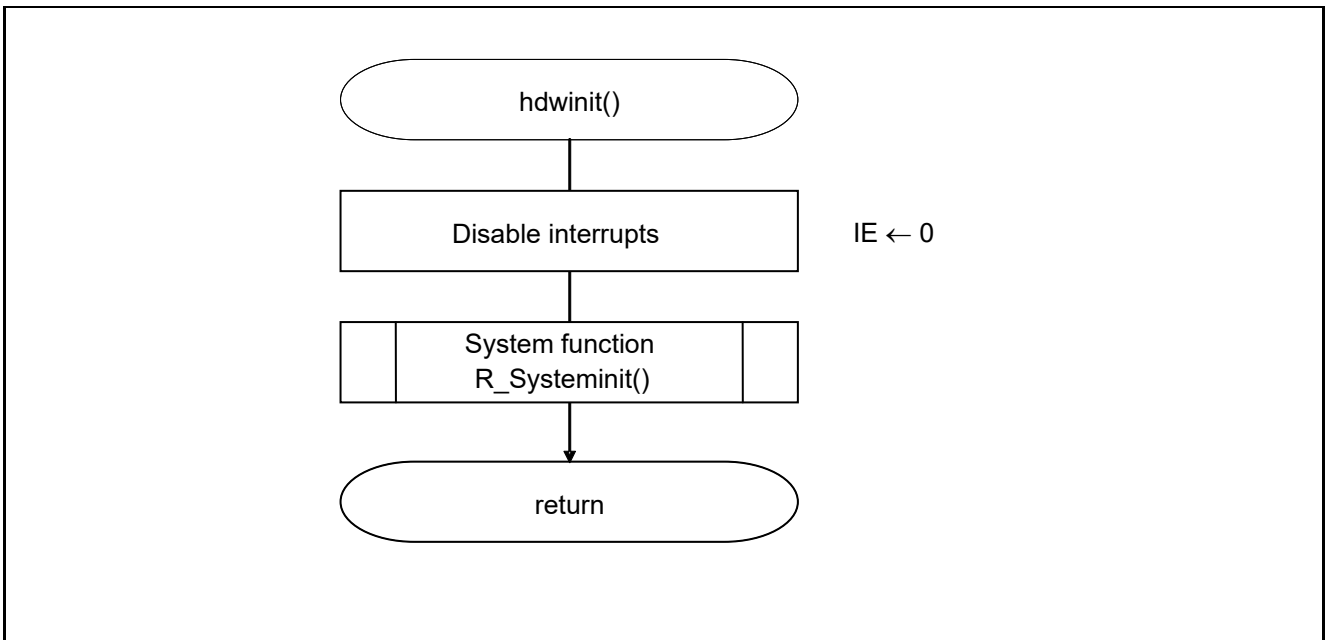 hdwinit()
Disable interrupts
IE ← 0
System function
R_Systeminit()
return